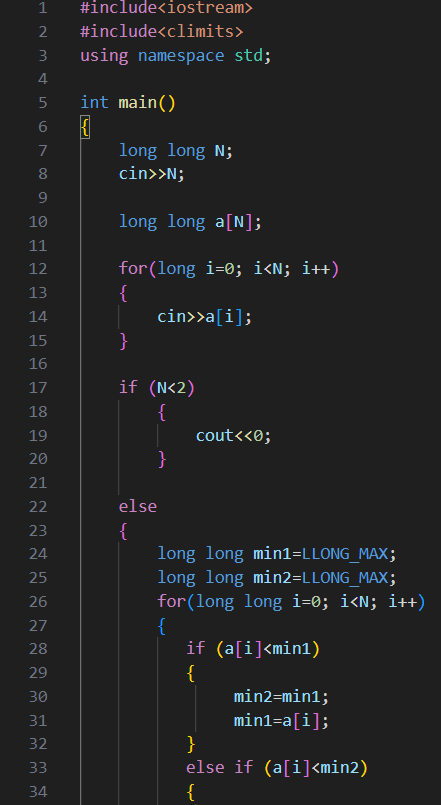 1 #include<iostream>
2 #include<climits>
3 using namespace std;
4
5 int main()
6 {
7 long long N;
8 cin>>N;
9
10 long long a[N];
11
12 for(long i=0; i<N; i++)
13 {
14 cin>>a[i];
15 }
16
17 if (N<2)
18 {
19 cout<<0;
20 }
21
22 else
23 {
24 long long min1=LLONG_MAX;
25 long long min2=LLONG_MAX;
26 for(long long i=0; i<N; i++)
27 {
28 if (a[i]<min1)
29 {
30 min2=min1;
31 min1=a[i];
32 }
33 else if (a[i]<min2)
34 {